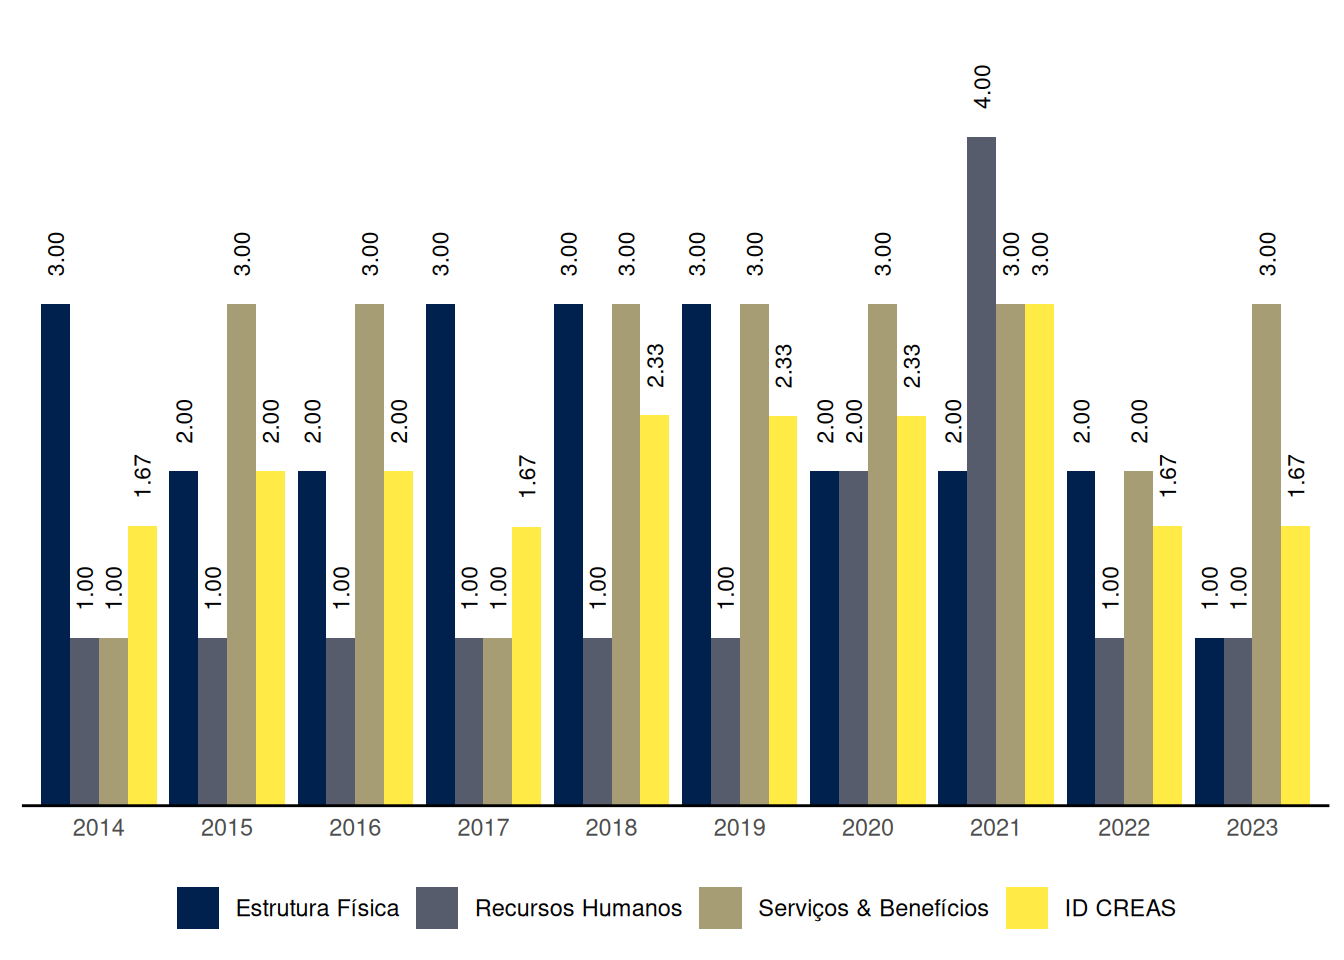 4.00
3.00 3.00 3.00 3.00 3.00 3.00 3.00 3.00 3.00 3.00 3.00 3.00
2.33 2.33 2.33
2.00 2.00 2.00 2.00 2.00 2.00 2.00 2.00 2.00
1.67 1.67 1.67 1.67
1.00 1.00 1.00 1.00 1.00 1.00 1.00 1.00 1.00 1.00 1.00
2014 2015 2016 2017 2018 2019 2020 2021 2022 2023
Estrutura Física Recursos Humanos Serviços & Benefícios ID CREAS